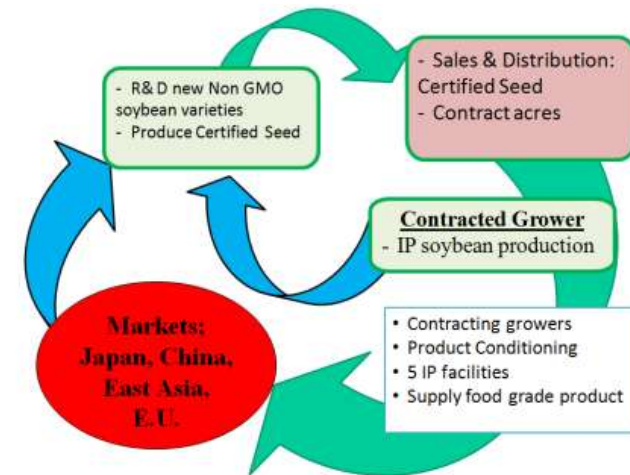 - R& D new Non GMO
soybean varieties
- Produce Certified Seed
- Sales & Distribution:
Certified Seed
- Contract acres
Contracted Grower
- IP soybean production
• Contracting growers
• Product Conditioning
• 5 IP facilities
• Supply food grade product
Markets;
Japan, China,
East Asia,
E.U.